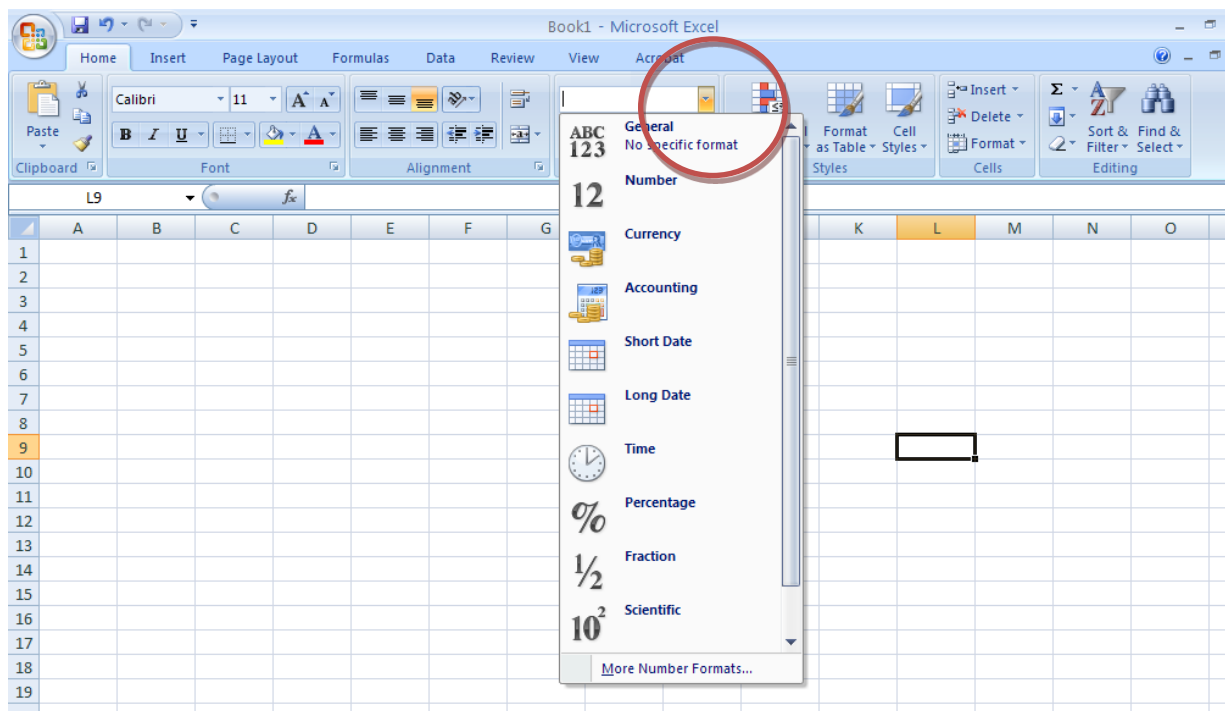 Book1 - Microsoft Excel
Home Insert Page Layout Formulas Data Review View Acrobat
Calibri 11 A A Insert Σ
Paste B I U A Delete
Format as Table Cell Styles Format Sort & Filter Find & Select
Clipboard Font Alignment Styles Cells Editing
L9 fx
A B C D E F G K L M N O
1
2
3
4
5
6
7
8
9
10
11
12
13
14
15
16
17
18
19
ABC
123
General
No specific format
12 Number
Currency
Accounting
Short Date
Long Date
Time
% Percentage
1/2 Fraction
10² Scientific
More Number Formats...